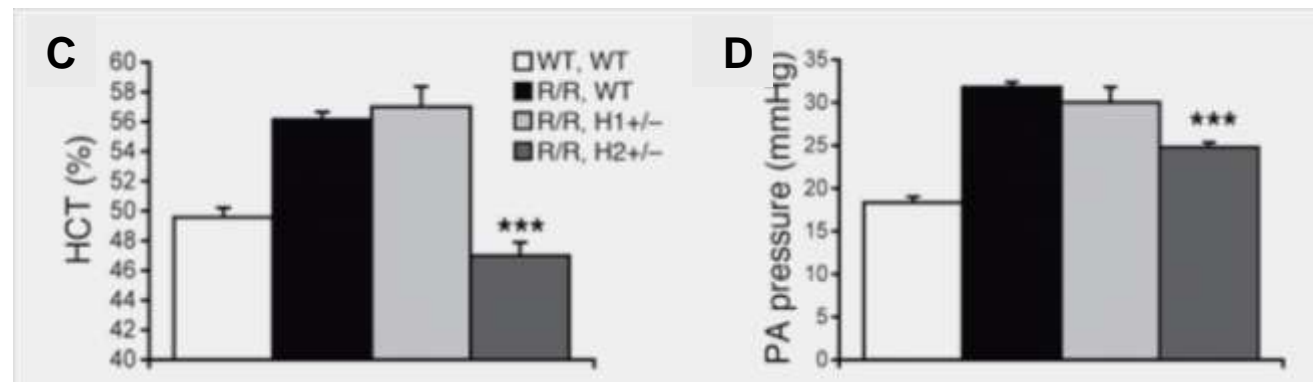 C
HCT (%)
60
58
56
54
52
50
48
46
44
42
40
WT, WT
R/R, WT
R/R, H1+/–
R/R, H2+/–
***
D
PA pressure (mmHg)
35
30
25
20
15
10
5
0
***